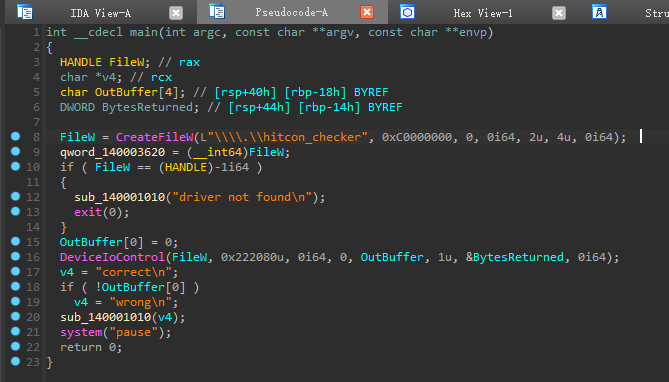 IDA View-A Pseudocode-A Hex View-1 Stru
1 int __cdecl main(int argc, const char **argv, const char **envp)
2 {
3 HANDLE FileW; // rax
4 char *v4; // rcx
5 char OutBuffer[4]; // [rsp+40h] [rbp-18h] BYREF
6 DWORD BytesReturned; // [rsp+44h] [rbp-14h] BYREF
7
8 FileW = CreateFileW(L"\\\\.\\hitcon_checker", 0xC0000000, 0, 0i64, 2u, 4u, 0i64);
9 qword_140003620 = (__int64)FileW;
10 if ( FileW == (HANDLE)-1i64 )
11 {
12 sub_140001010("driver not found\n");
13 exit(0);
14 }
15 OutBuffer[0] = 0;
16 DeviceIoControl(FileW, 0x222080u, 0i64, 0, OutBuffer, 1u, &BytesReturned, 0i64);
17 v4 = "correct\n";
18 if ( !OutBuffer[0] )
19 v4 = "wrong\n";
20 sub_140001010(v4);
21 system("pause");
22 return 0;
23 }